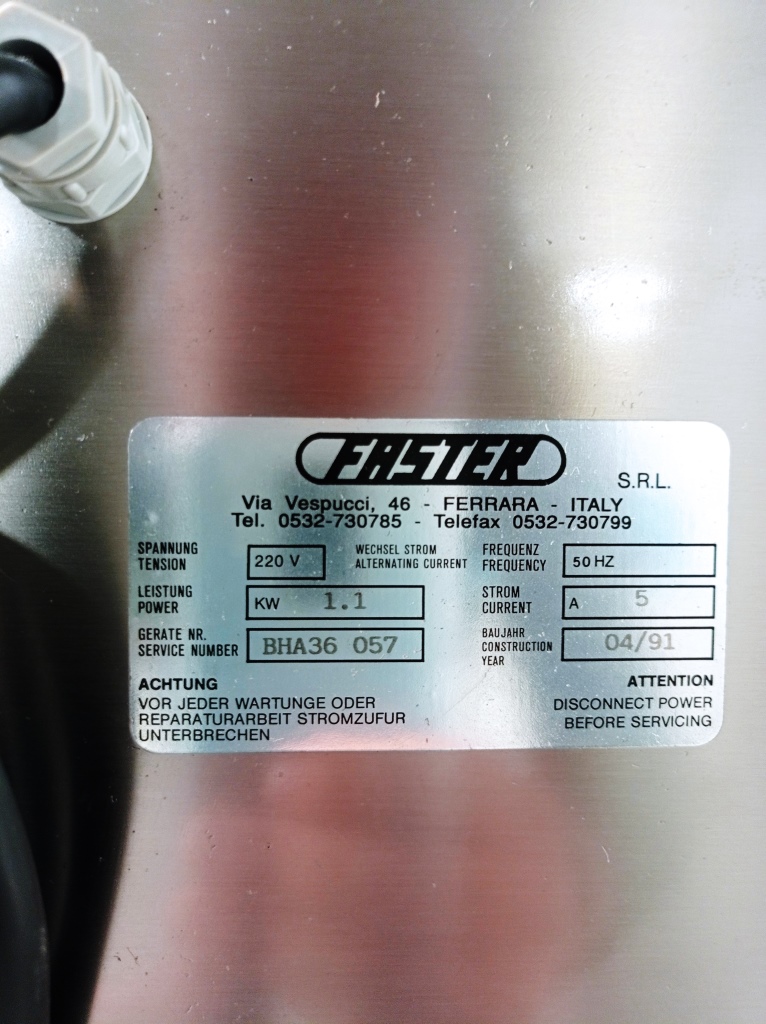 FASTER S.R.L.
Via Vespucci, 46 - FERRARA - ITALY
Tel. 0532-730785 - Telefax 0532-730799
SPANNUNG
TENSION
220 V
WECHSEL STROM
ALTERNATING CURRENT
FREQUENZ
FREQUENCY
50 HZ
LEISTUNG
POWER
KW 1.1
STROM
CURRENT
A 5
GERATE NR.
SERVICE NUMBER
BHA36 057
BAUJAHR
CONSTRUCTION
YEAR
04/91
ACHTUNG
VOR JEDER WARTUNGE ODER
REPARATURARBEIT STROMZUFUR
UNTERBRECHEN
ATTENTION
DISCONNECT POWER
BEFORE SERVICING